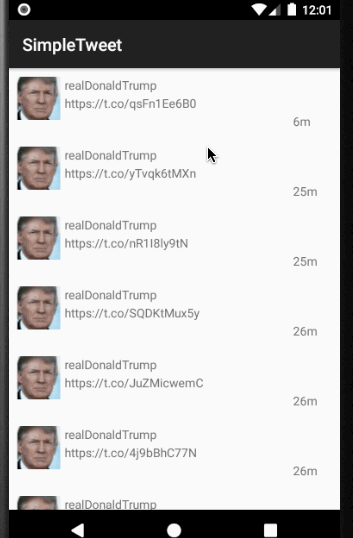 12:01
SimpleTweet
realDonaldTrump
https://t.co/qsFn1Ee6B0
6m
realDonaldTrump
https://t.co/yTvqk6tMXn
25m
realDonaldTrump
https://t.co/nR1I8ly9tN
25m
realDonaldTrump
https://t.co/SQDKtMux5y
26m
realDonaldTrump
https://t.co/JuZMicwemC
26m
realDonaldTrump
https://t.co/4j9bBhC77N
26m
realDonaldTrump